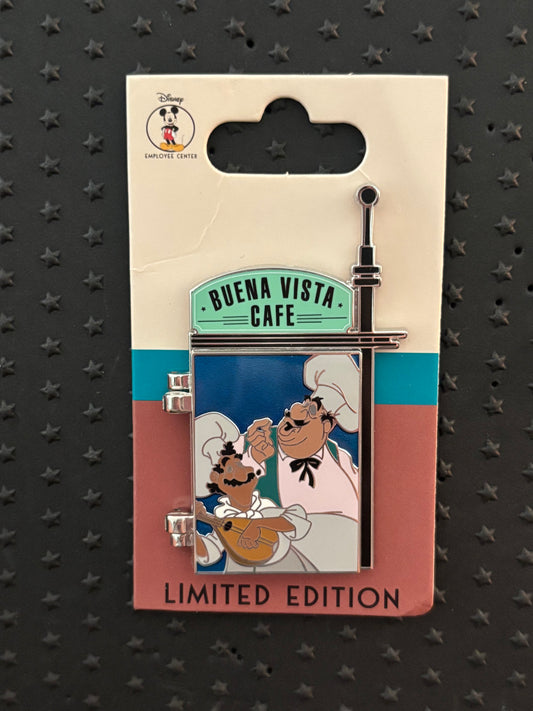 Disney
EMPLOYEE CENTER
BUENA VISTA
CAFE
LIMITED EDITION